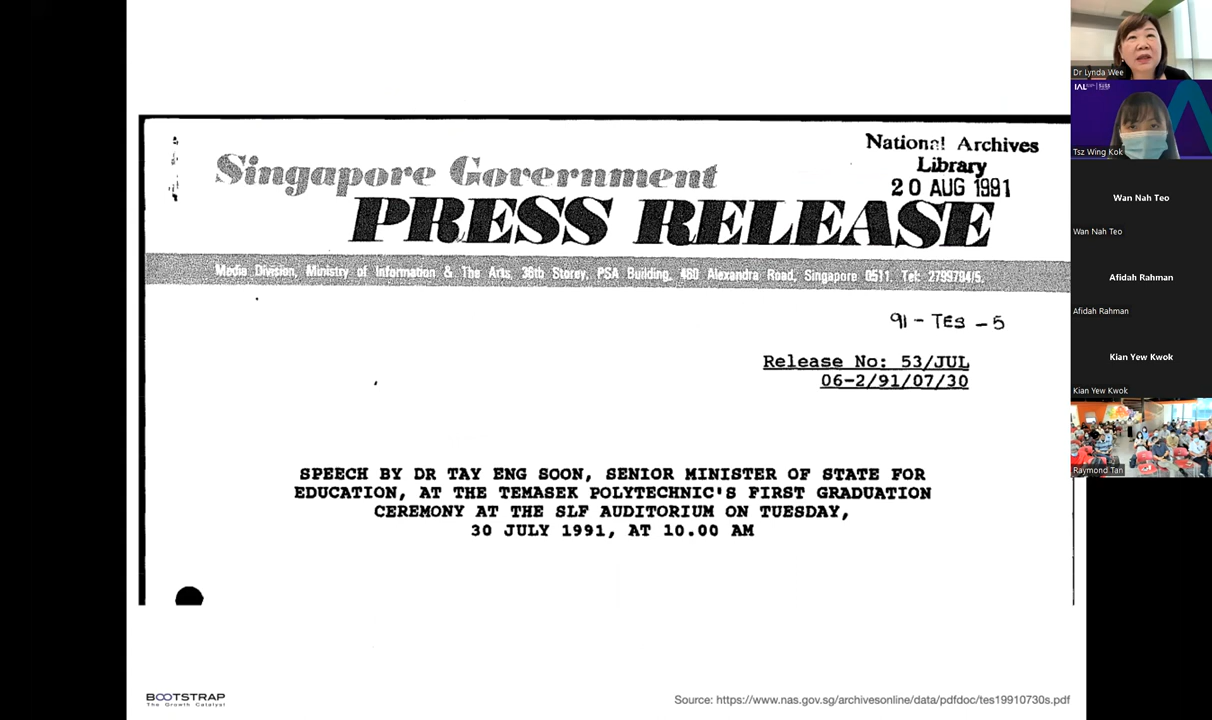 National Archives
Library
20 AUG 1991
Singapore Government
PRESS RELEASE
Media Division, Ministry of Information & The Arts, 36th Storey, PSA Building, 460 Alexandra Road, Singapore 0511. Tel: 2799794/5.
91 - TES - 5
Release No: 53/JUL
06-2/91/07/30
SPEECH BY DR TAY ENG SOON, SENIOR MINISTER OF STATE FOR
EDUCATION, AT THE TEMASEK POLYTECHNIC'S FIRST GRADUATION
CEREMONY AT THE SLF AUDITORIUM ON TUESDAY,
30 JULY 1991, AT 10.00 AM
BOOTSTRAP
The Growth Catalyst
Source: https://www.nas.gov.sg/archivesonline/data/pdfdoc/tes19910730s.pdf
Dr Lynda Wee
IAL
Tsz Wing Kok
Wan Nah Teo
Wan Nah Teo
Afidah Rahman
Afidah Rahman
Kian Yew Kwok
Kian Yew Kwok
Raymond Tan